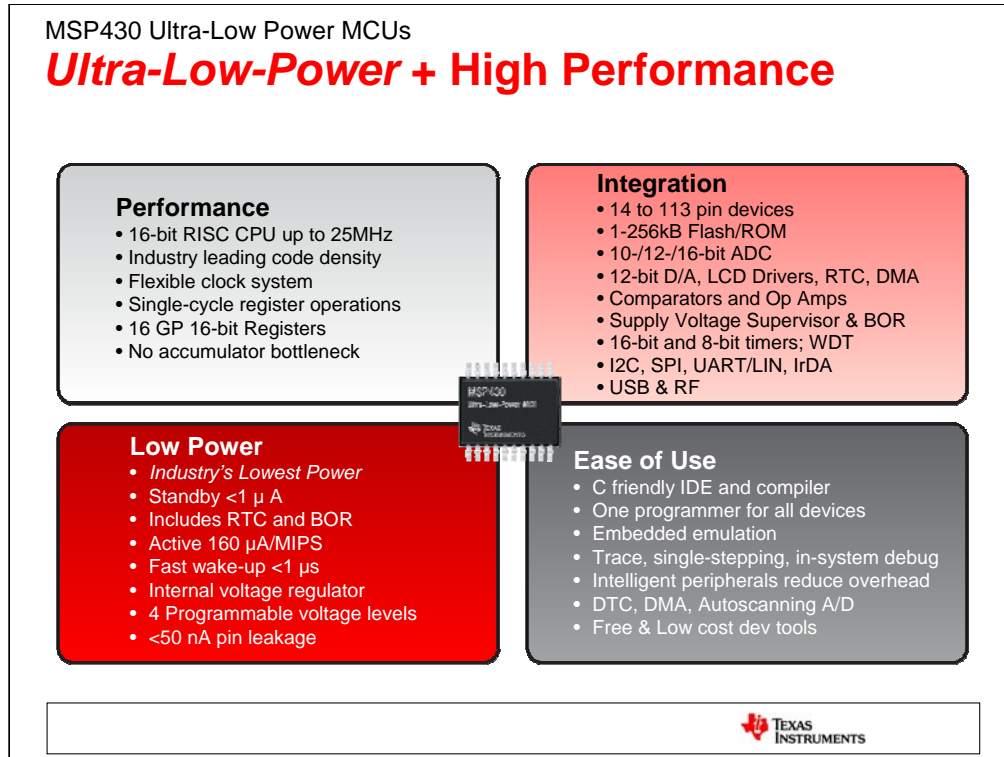 MSP430 Ultra-Low Power MCUs
Ultra-Low-Power + High Performance
Performance
• 16-bit RISC CPU up to 25MHz
• Industry leading code density
• Flexible clock system
• Single-cycle register operations
• 16 GP 16-bit Registers
• No accumulator bottleneck
Integration
• 14 to 113 pin devices
• 1-256kB Flash/ROM
• 10-/12-/16-bit ADC
• 12-bit D/A, LCD Drivers, RTC, DMA
• Comparators and Op Amps
• Supply Voltage Supervisor & BOR
• 16-bit and 8-bit timers; WDT
• I2C, SPI, UART/LIN, IrDA
• USB & RF
MSP430
Ultra-Low-Power MCU
TEXAS
INSTRUMENTS
Low Power
• Industry's Lowest Power
• Standby <1 µ A
• Includes RTC and BOR
• Active 160 µA/MIPS
• Fast wake-up <1 µs
• Internal voltage regulator
• 4 Programmable voltage levels
• <50 nA pin leakage
Ease of Use
• C friendly IDE and compiler
• One programmer for all devices
• Embedded emulation
• Trace, single-stepping, in-system debug
• Intelligent peripherals reduce overhead
• DTC, DMA, Autoscanning A/D
• Free & Low cost dev tools
TEXAS
INSTRUMENTS